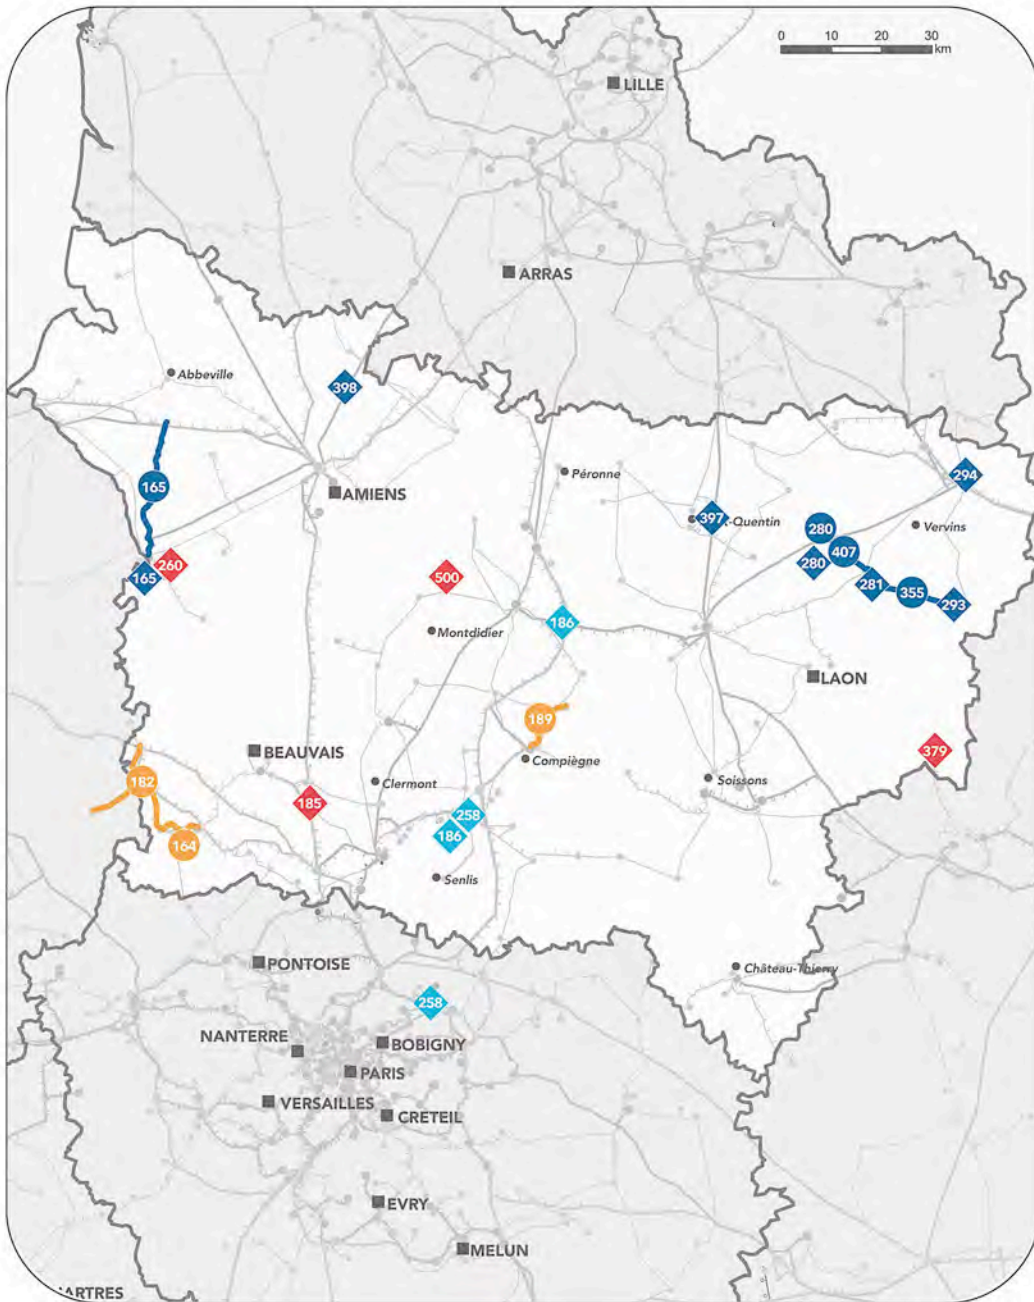 0 10 20 30
km
LILLE
ARRAS
Abbeville
398
165
Péronne
294
AMIENS
397
-Quentin
280
Vervins
407
280
260
165
500
281
355
293
186
Montdidier
LAON
189
BEAUVAIS
379
Compiègne
182
Clermont
Soissons
185
258
186
164
Senlis
PONTOISE
Château-Thierry
258
NANTERRE
BOBIGNY
PARIS
VERSAILLES
CRETEIL
EVRY
MELUN
ARTRES